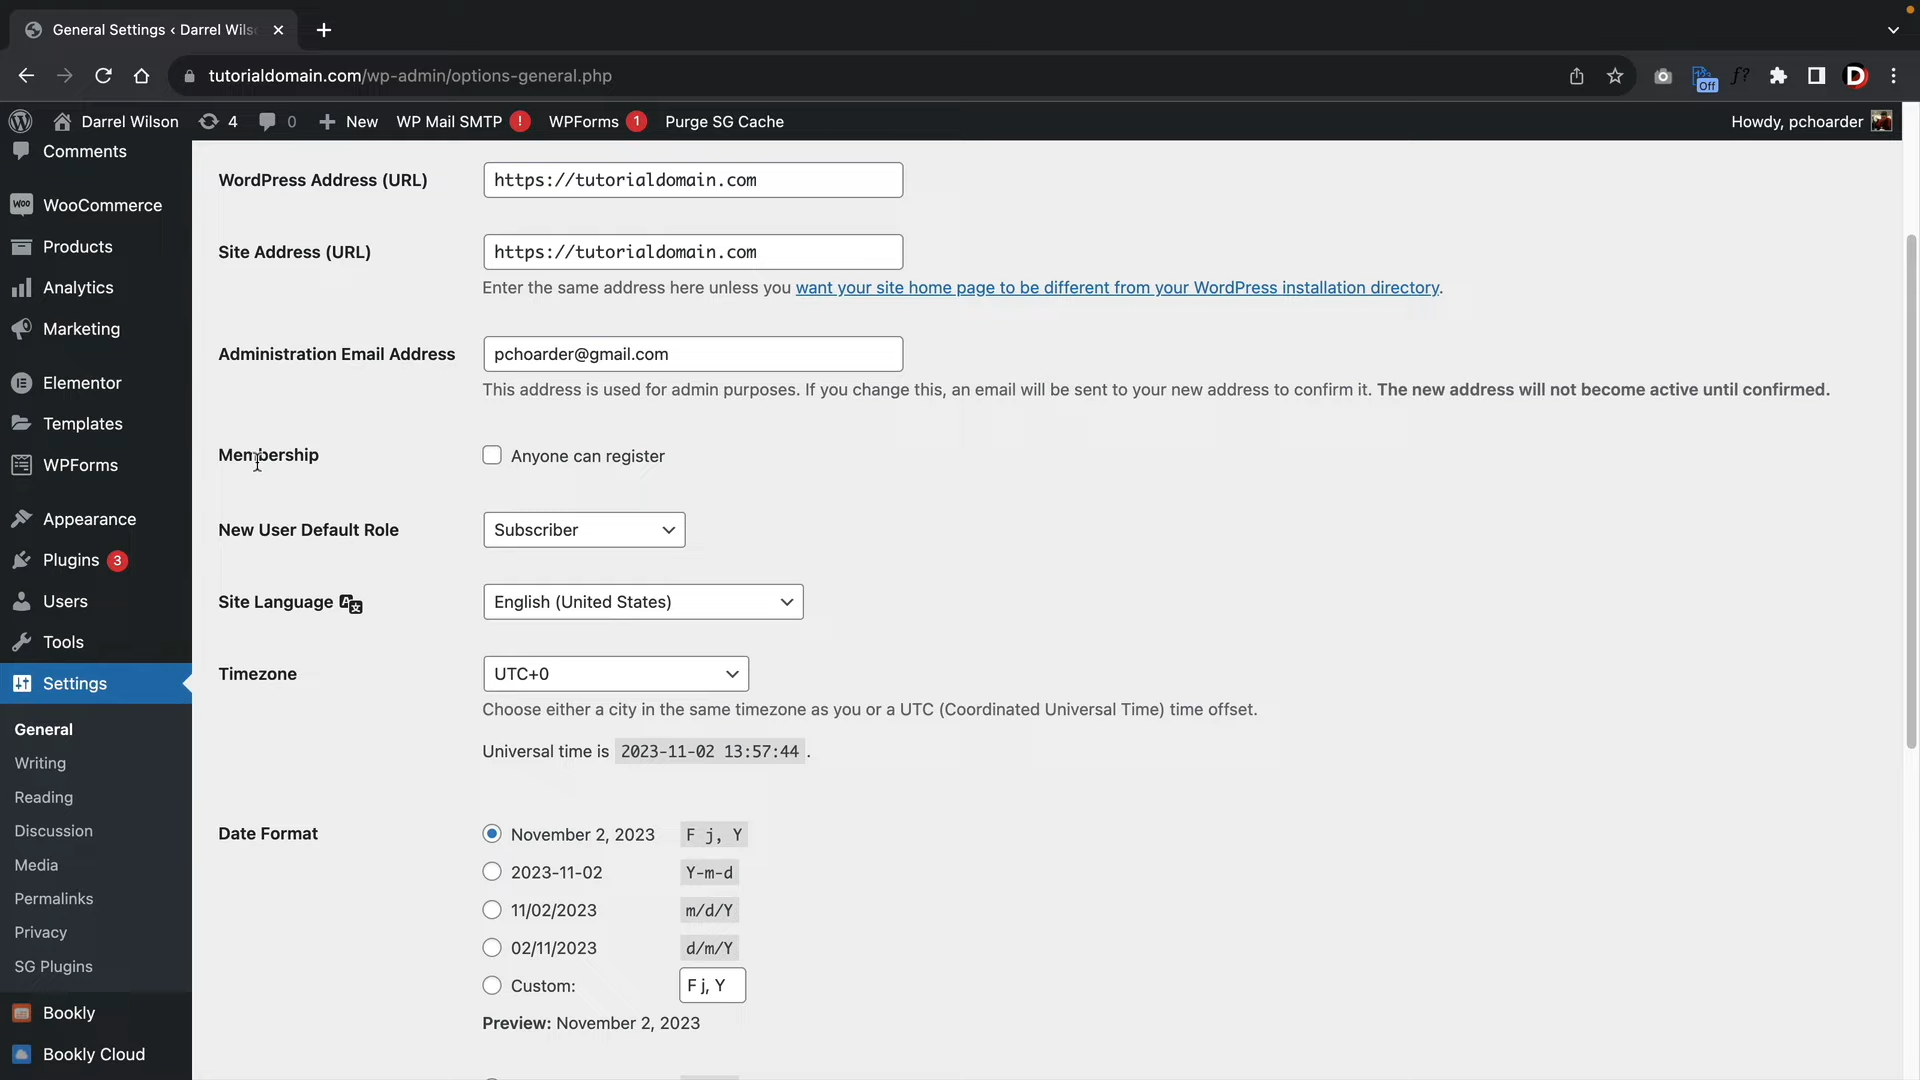 General Settings ‹ Darrel Wils
tutorialdomain.com/wp-admin/options-general.php
Off
f?
D
Darrel Wilson
4
0
New
WP Mail SMTP !
WPForms 1
Purge SG Cache
Howdy, pchoarder
Comments
WooCommerce
Products
Analytics
Marketing
Elementor
Templates
WPForms
Appearance
Plugins 3
Users
Tools
Settings
General
Writing
Reading
Discussion
Media
Permalinks
Privacy
SG Plugins
Bookly
Bookly Cloud
WordPress Address (URL)
https://tutorialdomain.com
Site Address (URL)
https://tutorialdomain.com
Enter the same address here unless you want your site home page to be different from your WordPress installation directory.
Administration Email Address
pchoarder@gmail.com
This address is used for admin purposes. If you change this, an email will be sent to your new address to confirm it. The new address will not become active until confirmed.
Membership
Anyone can register
New User Default Role
Subscriber
Site Language
English (United States)
Timezone
UTC+0
Choose either a city in the same timezone as you or a UTC (Coordinated Universal Time) time offset.
Universal time is 2023-11-02 13:57:44 .
Date Format
November 2, 2023 F j, Y
2023-11-02 Y-m-d
11/02/2023 m/d/Y
02/11/2023 d/m/Y
Custom: F j, Y
Preview: November 2, 2023